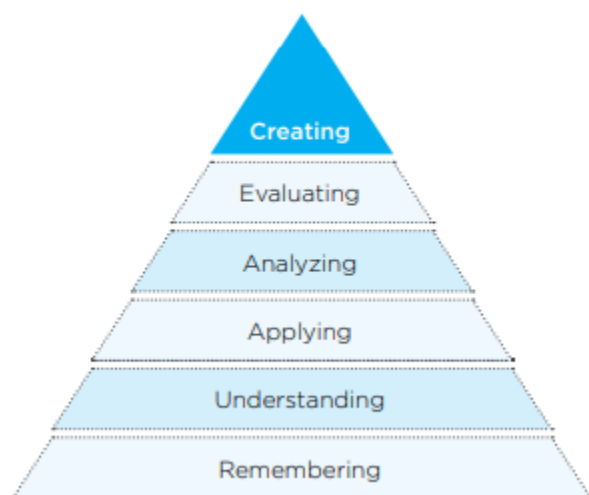 Creating
Evaluating
Analyzing
Applying
Understanding
Remembering